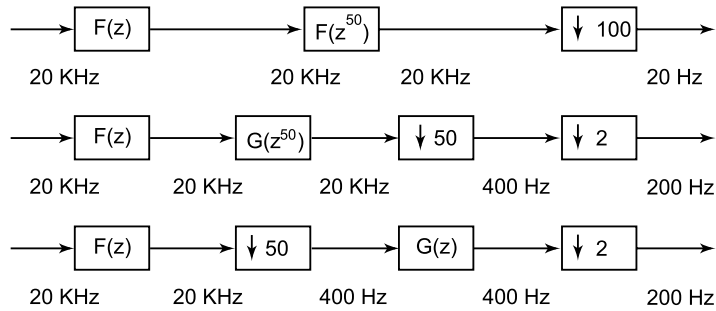 F(z) F(z^50) ↓ 100
20 KHz 20 KHz 20 KHz 20 Hz
F(z) G(z^50) ↓ 50 ↓ 2
20 KHz 20 KHz 20 KHz 400 Hz 200 Hz
F(z) ↓ 50 G(z) ↓ 2
20 KHz 20 KHz 400 Hz 400 Hz 200 Hz